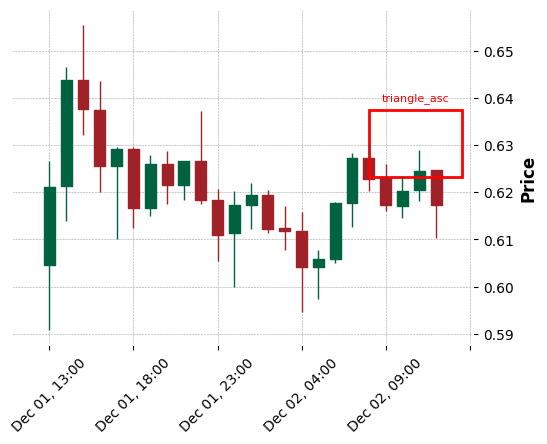 0.65
triangle_asc
0.64
0.63
0.62
0.61
0.60
0.59
Price
Dec 01, 13:00
Dec 01, 18:00
Dec 01, 23:00
Dec 02, 04:00
Dec 02, 09:00